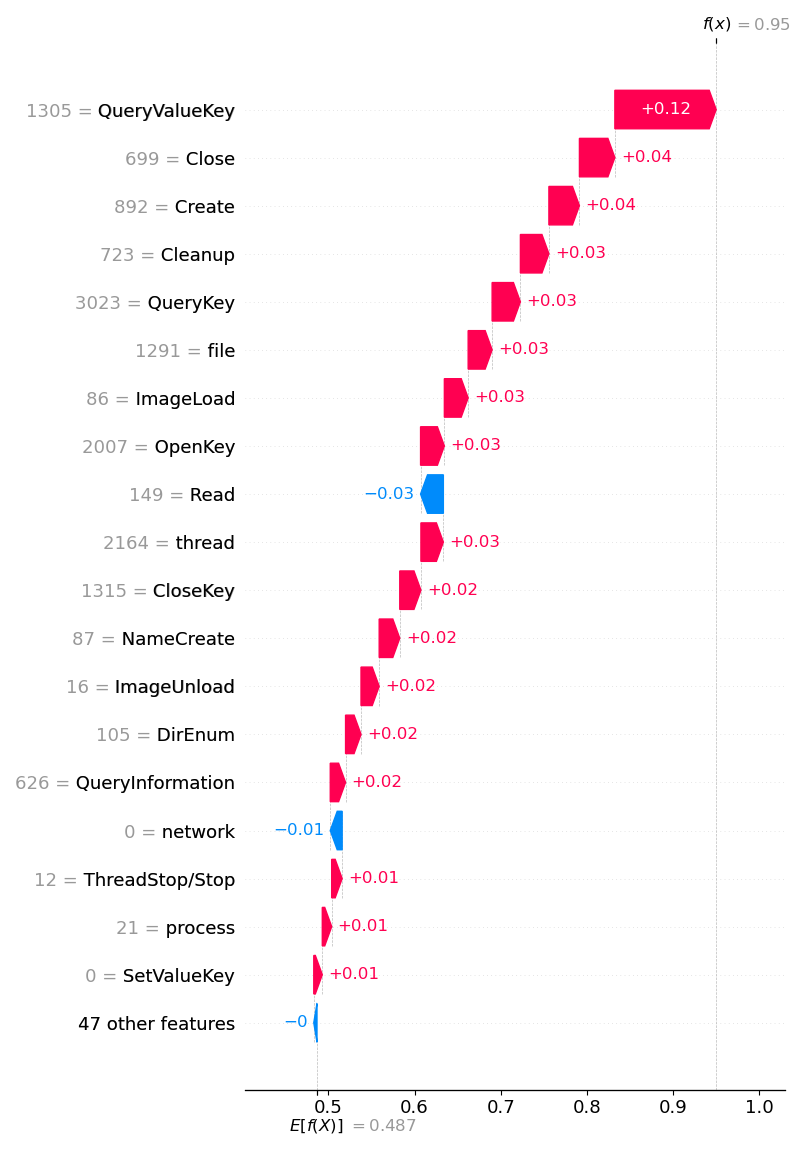 f(x) = 0.95
1305 = QueryValueKey +0.12
699 = Close +0.04
892 = Create +0.04
723 = Cleanup +0.03
3023 = QueryKey +0.03
1291 = file +0.03
86 = ImageLoad +0.03
2007 = OpenKey +0.03
149 = Read −0.03
2164 = thread +0.03
1315 = CloseKey +0.02
87 = NameCreate +0.02
16 = ImageUnload +0.02
105 = DirEnum +0.02
626 = QueryInformation +0.02
0 = network −0.01
12 = ThreadStop/Stop +0.01
21 = process +0.01
0 = SetValueKey +0.01
47 other features −0
0.5 0.6 0.7 0.8 0.9 1.0
E[f(X)] = 0.487